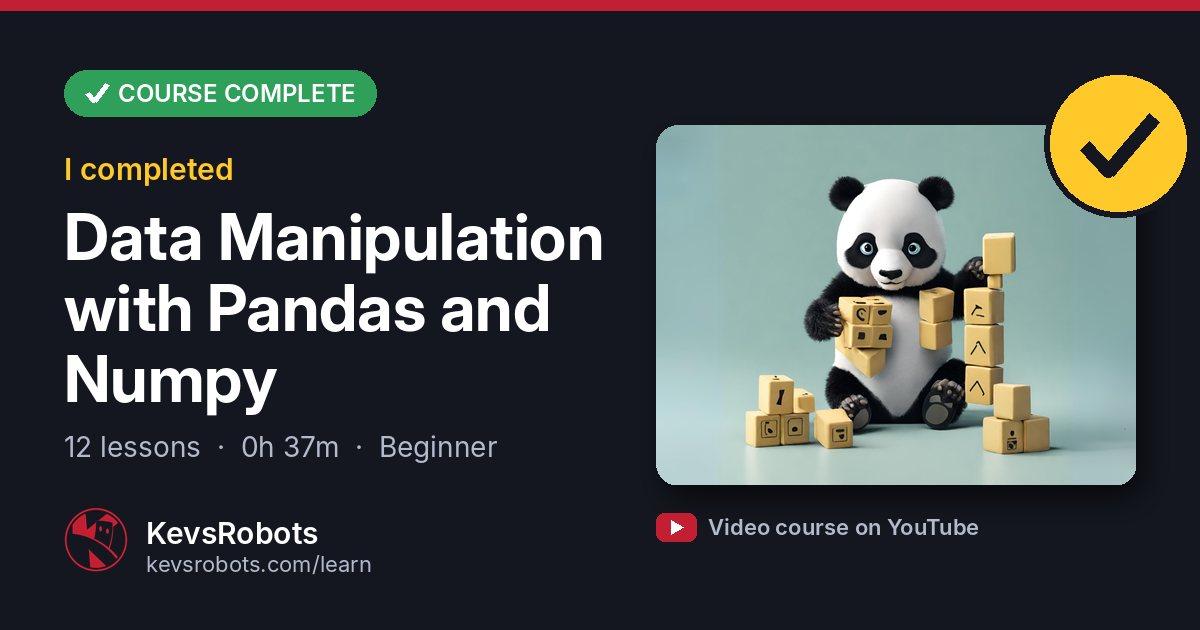 COURSE COMPLETE
I completed
Data Manipulation
with Pandas and
Numpy
12 lessons · 0h 37m · Beginner
KevsRobots
kevsrobots.com/learn
Video course on YouTube